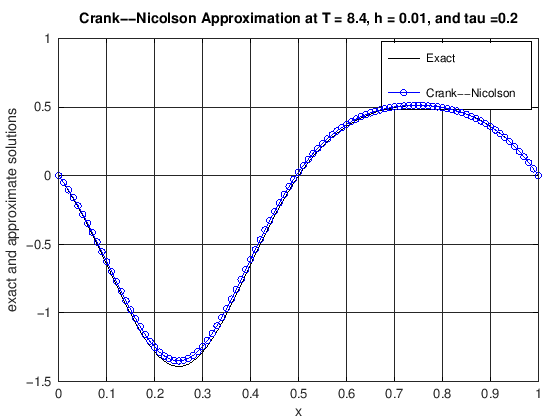 Crank−−Nicolson Approximation at T = 8.4, h = 0.01, and tau =0.2
1
Exact
Crank−−Nicolson
0.5
0
−0.5
−1
−1.5
exact and approximate solutions
0 0.1 0.2 0.3 0.4 0.5 0.6 0.7 0.8 0.9 1
x